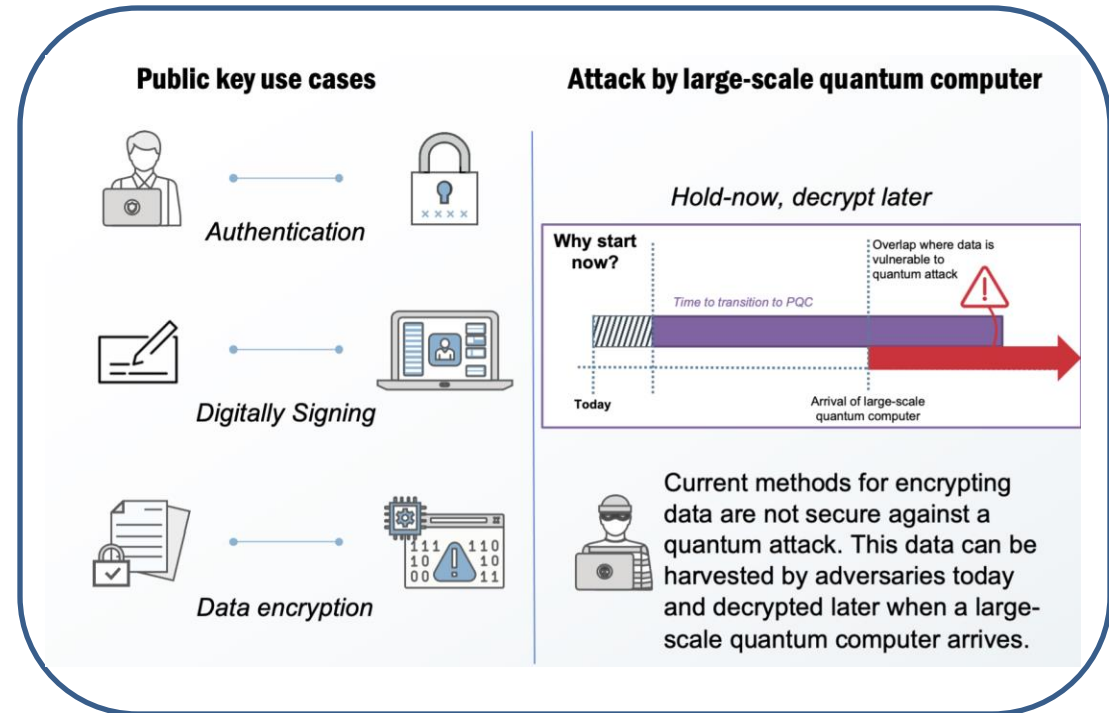 Public key use cases
Authentication
Digitally Signing
Data encryption
Attack by large-scale quantum computer
Hold-now, decrypt later
Why start
now?
Overlap where data is
vulnerable to
quantum attack
Time to transition to PQC
Today
Arrival of large-scale
quantum computer
Current methods for encrypting
data are not secure against a
quantum attack. This data can be
harvested by adversaries today
and decrypted later when a large-
scale quantum computer arrives.
x x x x
111 110
10 10
00 11